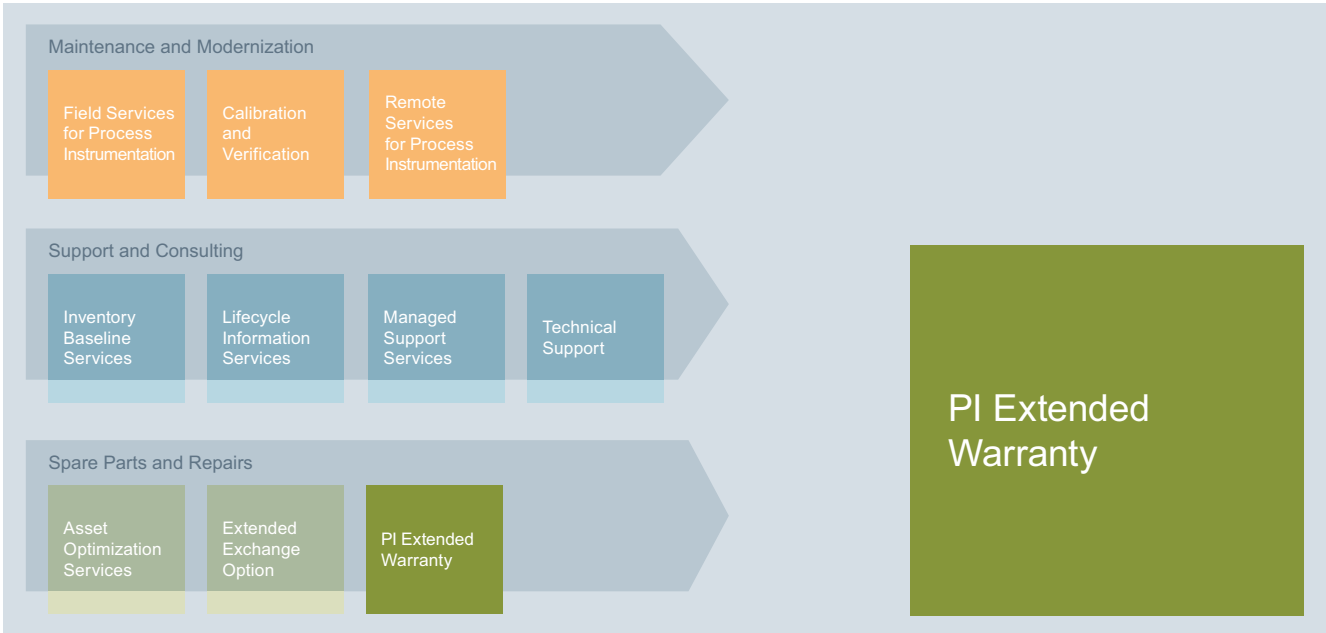 Maintenance and Modernization
Field Services
for Process
Instrumentation
Calibration
and
Verification
Remote
Services
for Process
Instrumentation
Support and Consulting
Inventory
Baseline
Services
Lifecycle
Information
Services
Managed
Support
Services
Technical
Support
Spare Parts and Repairs
Asset
Optimization
Services
Extended
Exchange
Option
PI Extended
Warranty
PI Extended
Warranty